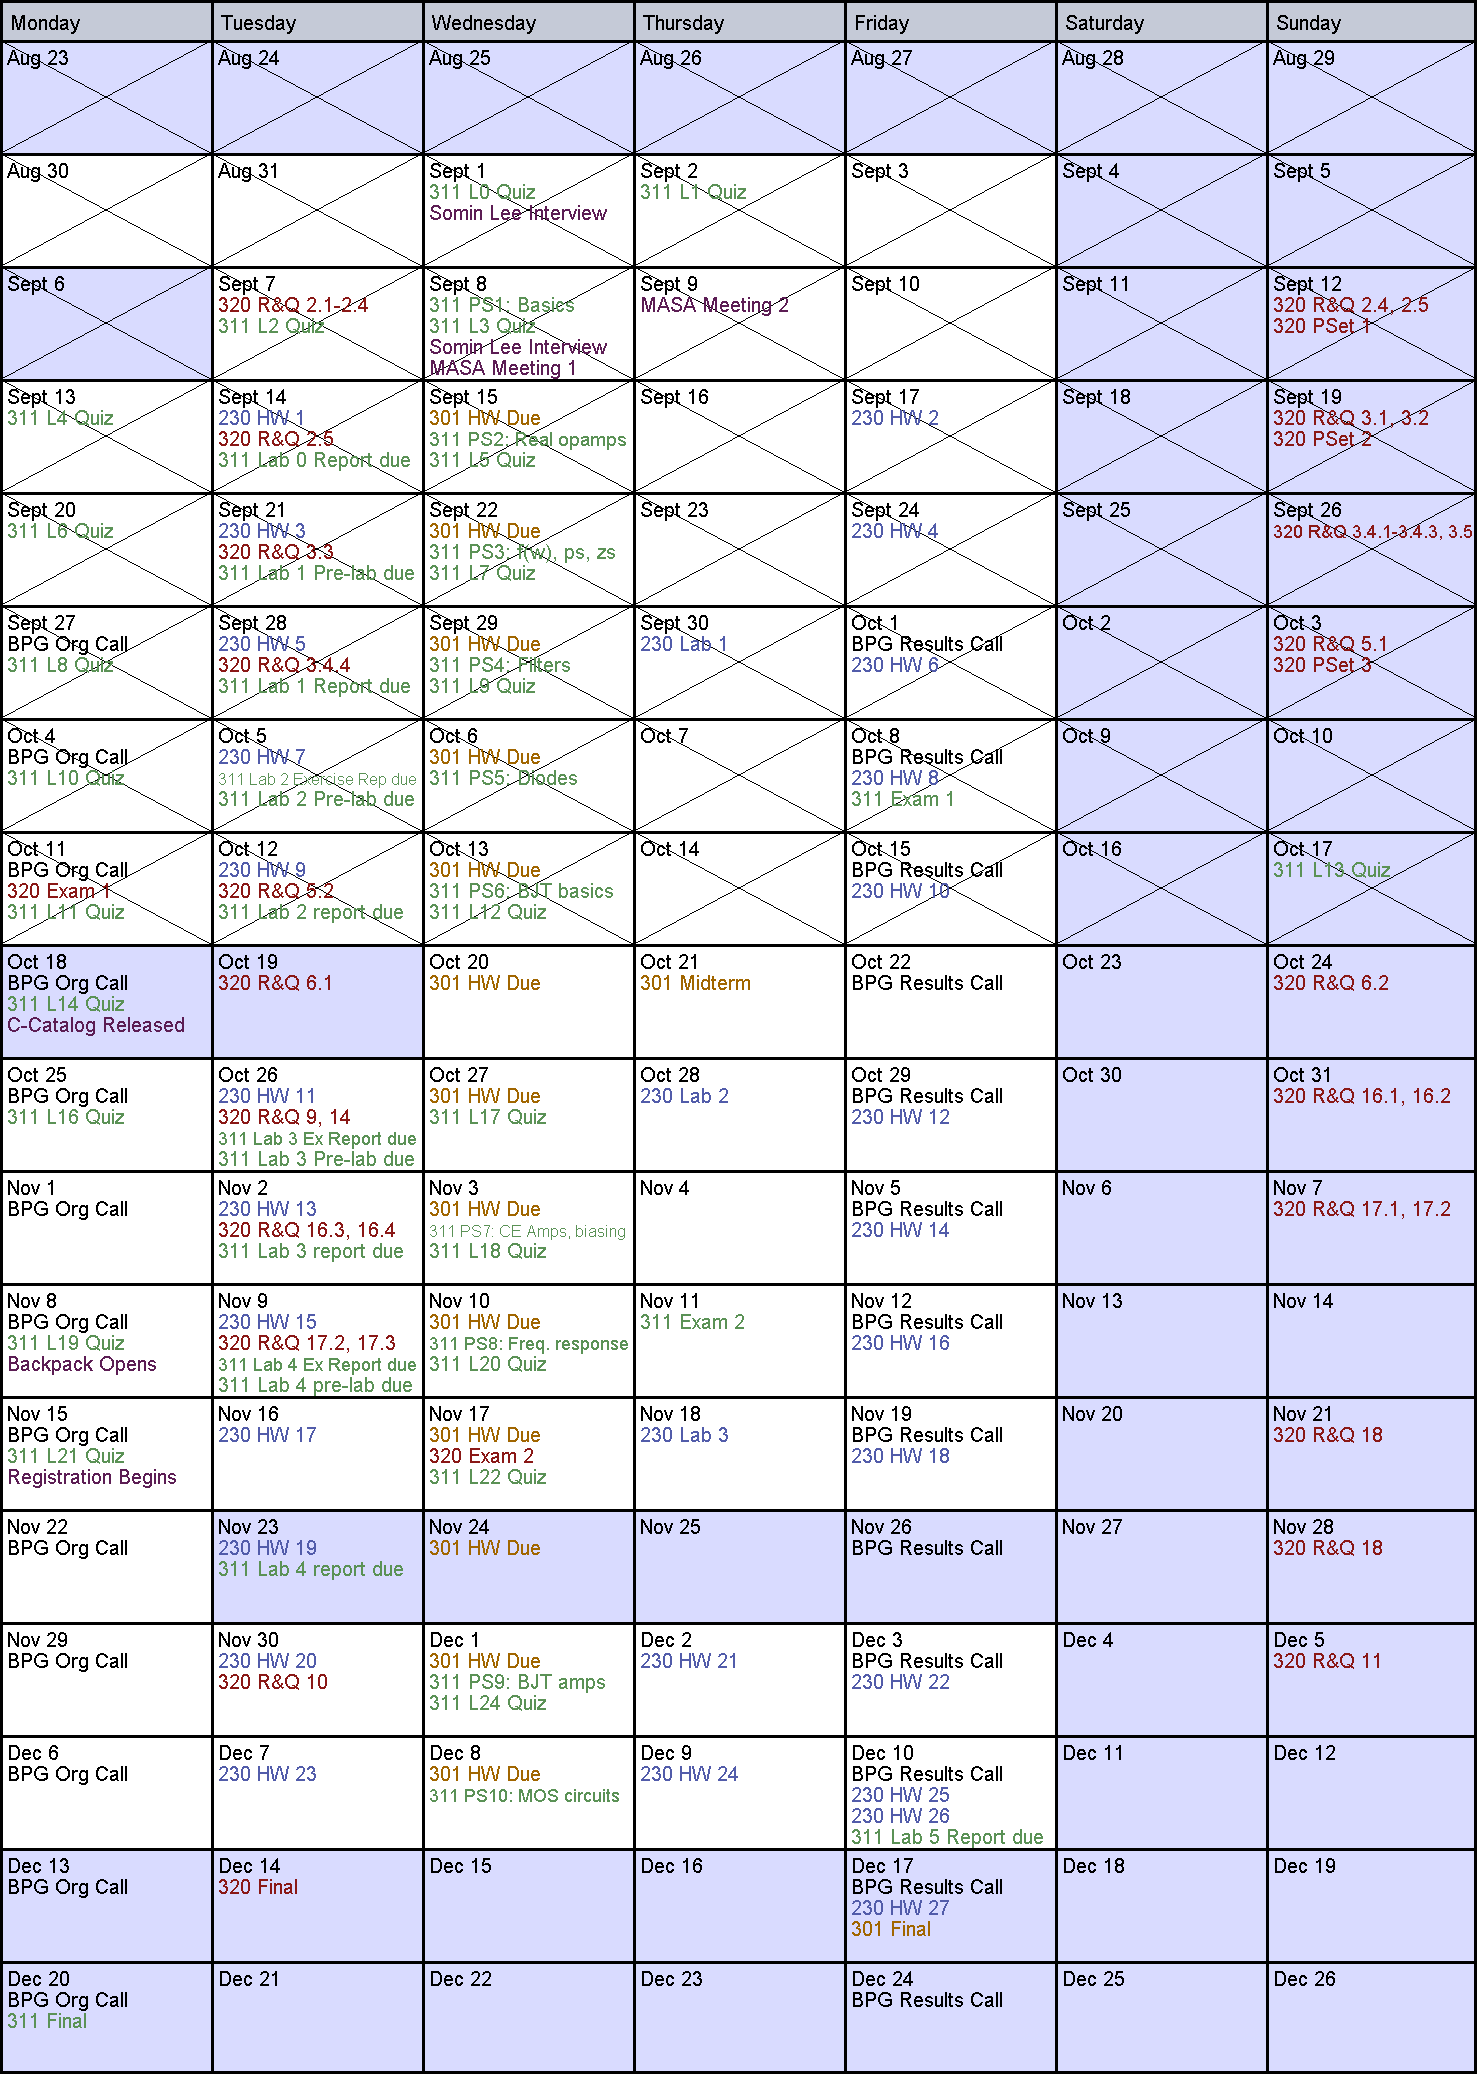 Monday Tuesday Wednesday Thursday Friday Saturday Sunday
Aug 23
Aug 24
Aug 25
Aug 26
Aug 27
Aug 28
Aug 29
Aug 30
Aug 31
Sept 1
311 L0 Quiz
Somin Lee Interview
Sept 2
311 L1 Quiz
Sept 3
Sept 4
Sept 5
Sept 6
Sept 7
320 R&Q 2.1-2.4
311 L2 Quiz
Sept 8
311 PS1: Basics
311 L3 Quiz
Somin Lee Interview
MASA Meeting 1
Sept 9
MASA Meeting 2
Sept 10
Sept 11
Sept 12
320 R&Q 2.4, 2.5
320 PSet 1
Sept 13
311 L4 Quiz
Sept 14
230 HW 1
320 R&Q 2.5
311 Lab 0 Report due
Sept 15
301 HW Due
311 PS2: Real opamps
311 L5 Quiz
Sept 16
Sept 17
230 HW 2
Sept 18
Sept 19
320 R&Q 3.1, 3.2
320 PSet 2
Sept 20
311 L6 Quiz
Sept 21
230 HW 3
320 R&Q 3.3
311 Lab 1 Pre-lab due
Sept 22
301 HW Due
311 PS3: f(w), ps, zs
311 L7 Quiz
Sept 23
Sept 24
230 HW 4
Sept 25
Sept 26
320 R&Q 3.4.1-3.4.3, 3.5
Sept 27
BPG Org Call
311 L8 Quiz
Sept 28
230 HW 5
320 R&Q 3.4.4
311 Lab 1 Report due
Sept 29
301 HW Due
311 PS4: Filters
311 L9 Quiz
Sept 30
230 Lab 1
Oct 1
BPG Results Call
230 HW 6
Oct 2
Oct 3
320 R&Q 5.1
320 PSet 3
Oct 4
BPG Org Call
311 L10 Quiz
Oct 5
230 HW 7
311 Lab 2 Exercise Rep due
311 Lab 2 Pre-lab due
Oct 6
301 HW Due
311 PS5: Diodes
Oct 7
Oct 8
BPG Results Call
230 HW 8
311 Exam 1
Oct 9
Oct 10
Oct 11
BPG Org Call
320 Exam 1
311 L11 Quiz
Oct 12
230 HW 9
320 R&Q 5.2
311 Lab 2 report due
Oct 13
301 HW Due
311 PS6: BJT basics
311 L12 Quiz
Oct 14
Oct 15
BPG Results Call
230 HW 10
Oct 16
Oct 17
311 L13 Quiz
Oct 18
BPG Org Call
311 L14 Quiz
C-Catalog Released
Oct 19
320 R&Q 6.1
Oct 20
301 HW Due
Oct 21
301 Midterm
Oct 22
BPG Results Call
Oct 23
Oct 24
320 R&Q 6.2
Oct 25
BPG Org Call
311 L16 Quiz
Oct 26
230 HW 11
320 R&Q 9, 14
311 Lab 3 Ex Report due
311 Lab 3 Pre-lab due
Oct 27
301 HW Due
311 L17 Quiz
Oct 28
230 Lab 2
Oct 29
BPG Results Call
230 HW 12
Oct 30
Oct 31
320 R&Q 16.1, 16.2
Nov 1
BPG Org Call
Nov 2
230 HW 13
320 R&Q 16.3, 16.4
311 Lab 3 report due
Nov 3
301 HW Due
311 PS7: CE Amps, biasing
311 L18 Quiz
Nov 4
Nov 5
BPG Results Call
230 HW 14
Nov 6
Nov 7
320 R&Q 17.1, 17.2
Nov 8
BPG Org Call
311 L19 Quiz
Backpack Opens
Nov 9
230 HW 15
320 R&Q 17.2, 17.3
311 Lab 4 Ex Report due
311 Lab 4 pre-lab due
Nov 10
301 HW Due
311 PS8: Freq. response
311 L20 Quiz
Nov 11
311 Exam 2
Nov 12
BPG Results Call
230 HW 16
Nov 13
Nov 14
Nov 15
BPG Org Call
311 L21 Quiz
Registration Begins
Nov 16
230 HW 17
Nov 17
301 HW Due
320 Exam 2
311 L22 Quiz
Nov 18
230 Lab 3
Nov 19
BPG Results Call
230 HW 18
Nov 20
Nov 21
320 R&Q 18
Nov 22
BPG Org Call
Nov 23
230 HW 19
311 Lab 4 report due
Nov 24
301 HW Due
Nov 25
Nov 26
BPG Results Call
Nov 27
Nov 28
320 R&Q 18
Nov 29
BPG Org Call
Nov 30
230 HW 20
320 R&Q 10
Dec 1
301 HW Due
311 PS9: BJT amps
311 L24 Quiz
Dec 2
230 HW 21
Dec 3
BPG Results Call
230 HW 22
Dec 4
Dec 5
320 R&Q 11
Dec 6
BPG Org Call
Dec 7
230 HW 23
Dec 8
301 HW Due
311 PS10: MOS circuits
Dec 9
230 HW 24
Dec 10
BPG Results Call
230 HW 25
230 HW 26
311 Lab 5 Report due
Dec 11
Dec 12
Dec 13
BPG Org Call
Dec 14
320 Final
Dec 15
Dec 16
Dec 17
BPG Results Call
230 HW 27
301 Final
Dec 18
Dec 19
Dec 20
BPG Org Call
311 Final
Dec 21
Dec 22
Dec 23
Dec 24
BPG Results Call
Dec 25
Dec 26